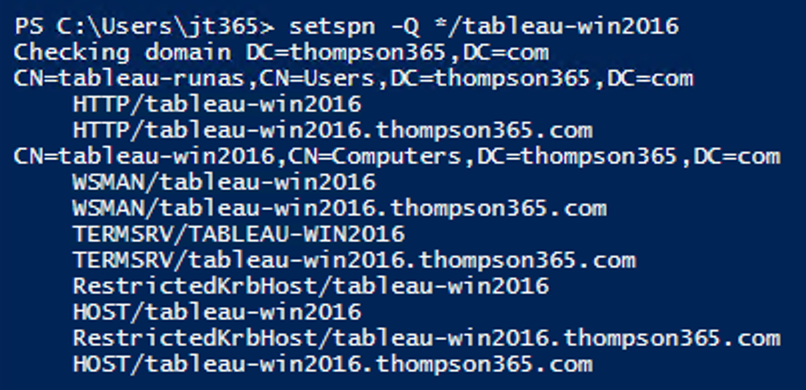 PS C:\Users\jt365> setspn -Q */tableau-win2016
Checking domain DC=thompson365,DC=com
CN=tableau-runas,CN=Users,DC=thompson365,DC=com
HTTP/tableau-win2016
HTTP/tableau-win2016.thompson365.com
CN=tableau-win2016,CN=Computers,DC=thompson365,DC=com
WSMAN/tableau-win2016
WSMAN/tableau-win2016.thompson365.com
TERMSRV/TABLEAU-WIN2016
TERMSRV/tableau-win2016.thompson365.com
RestrictedKrbHost/tableau-win2016
HOST/tableau-win2016
RestrictedKrbHost/tableau-win2016.thompson365.com
HOST/tableau-win2016.thompson365.com